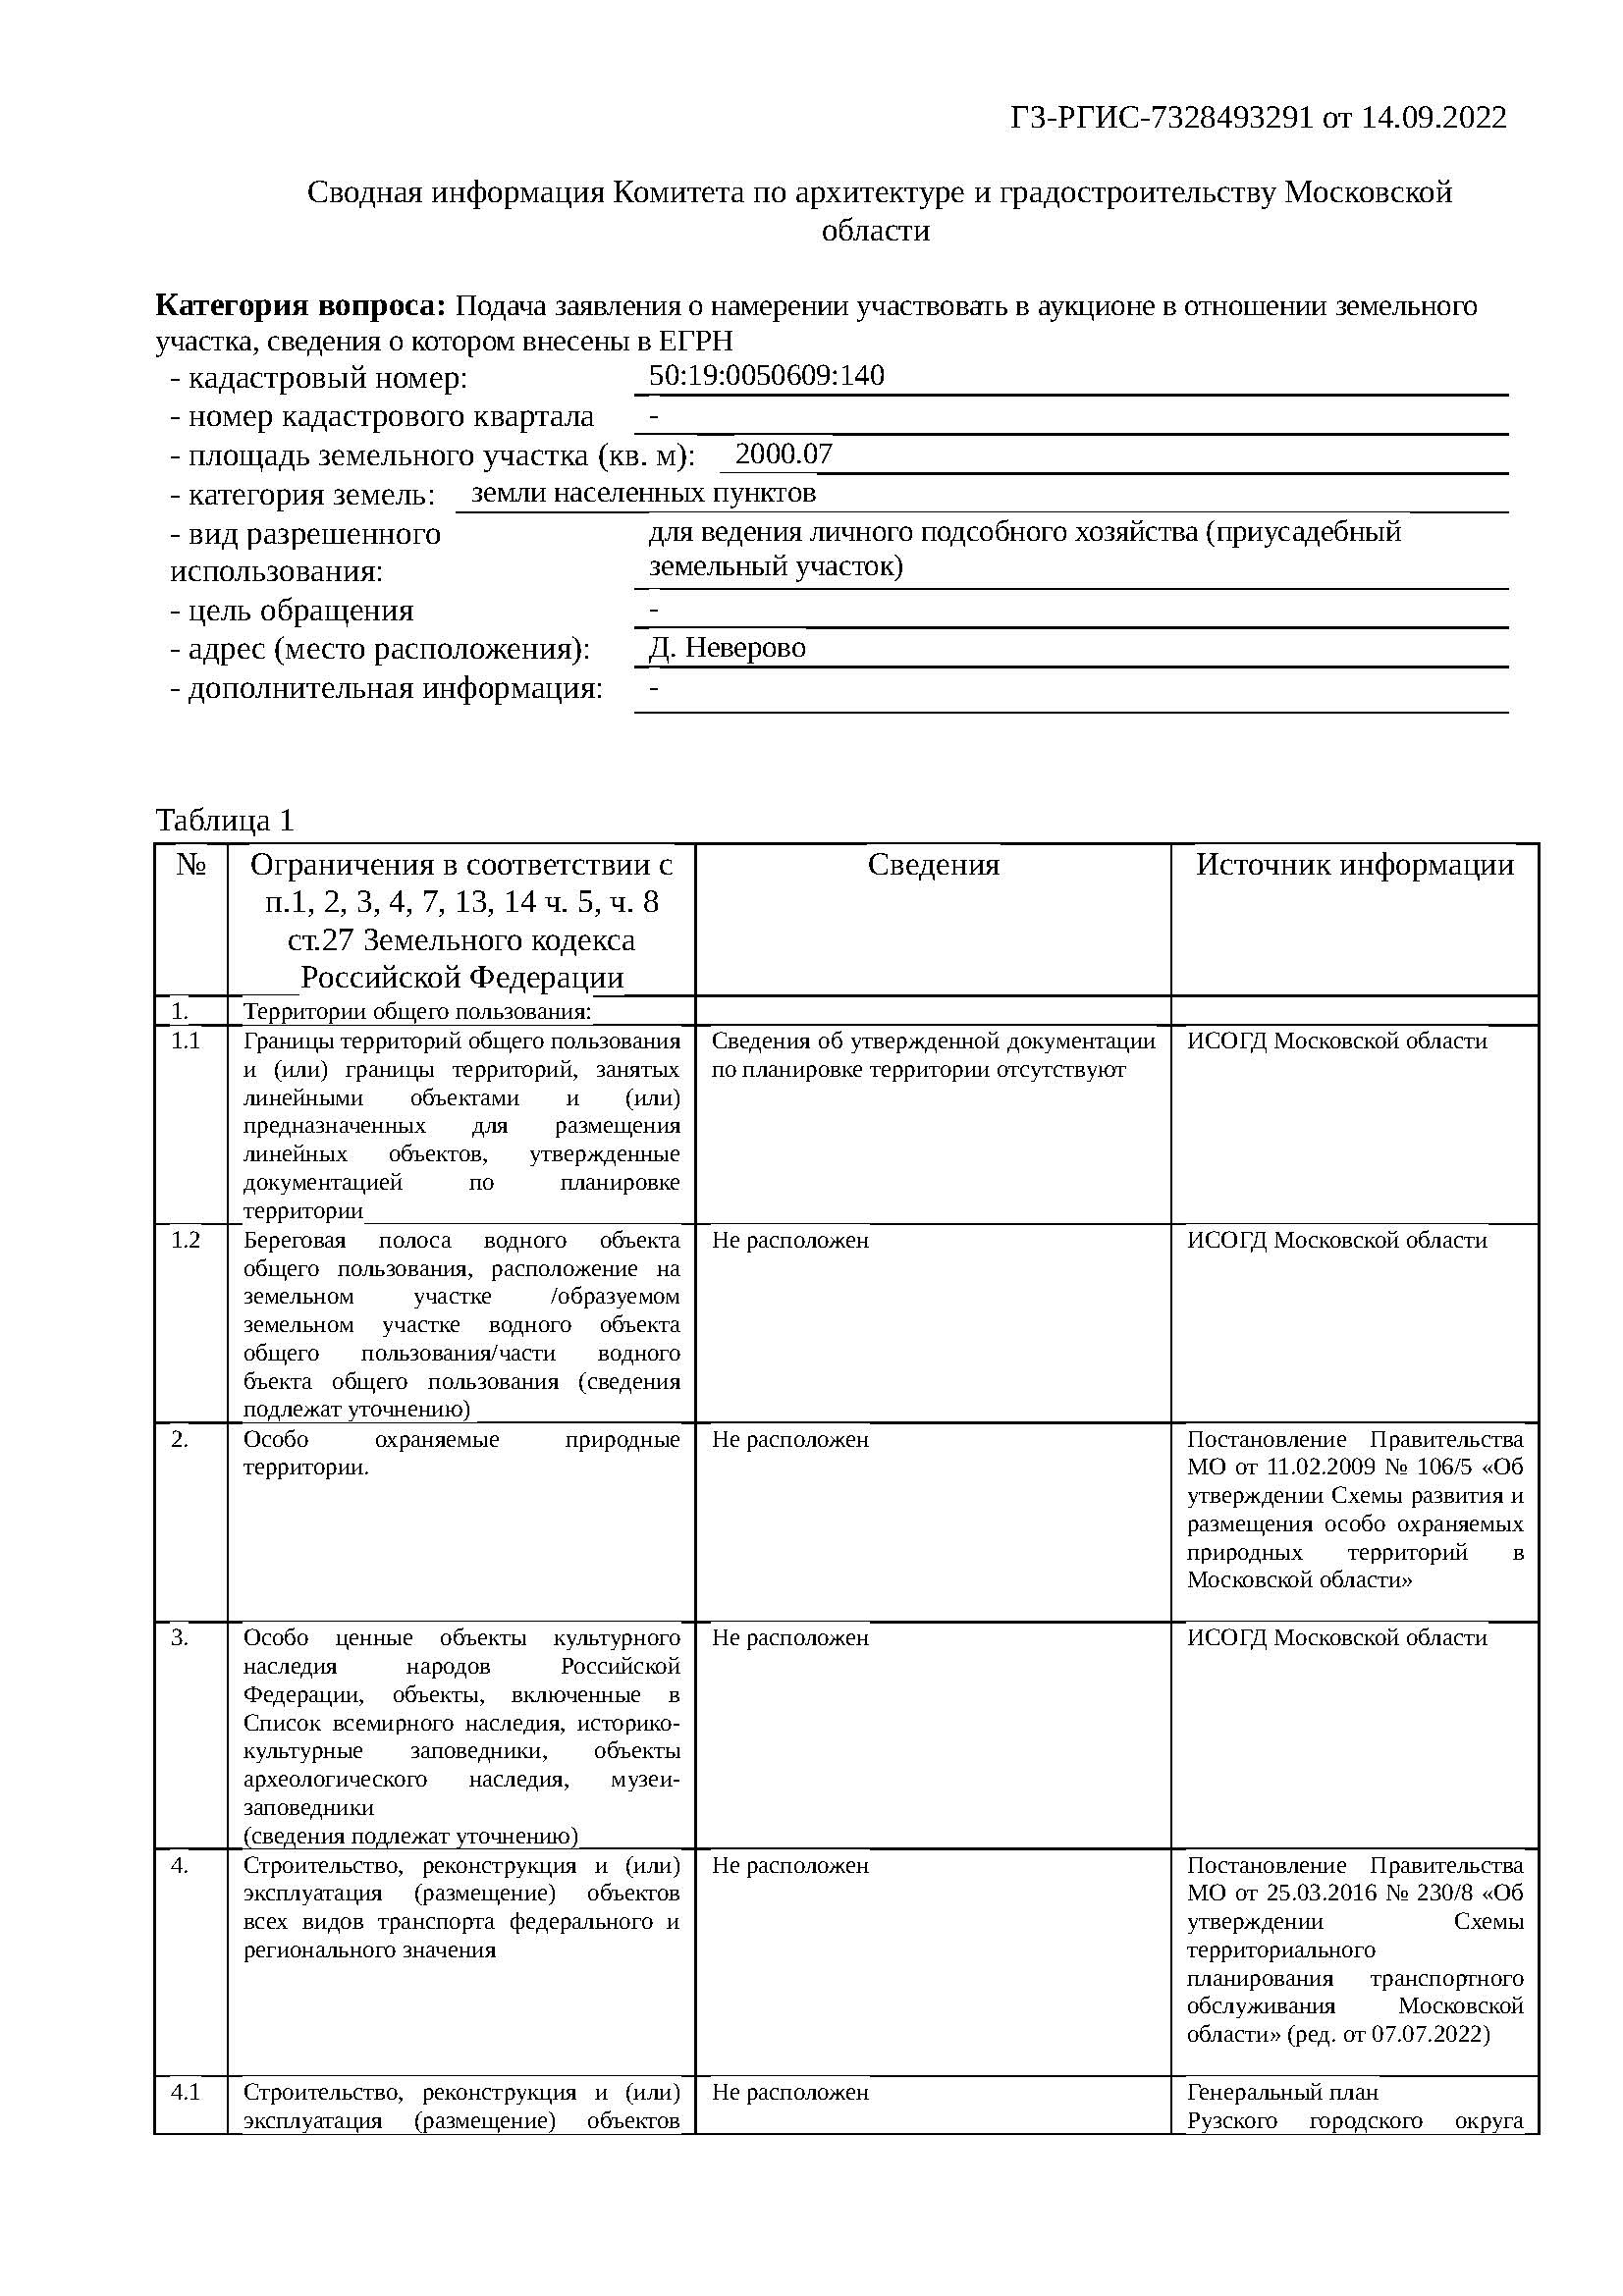 ГЗ-РГИС-7328493291 от 14.09.2022
Сводная информация Комитета по архитектуре и градостроительству Московской
области
Категория вопроса: Подача заявления о намерении участвовать в аукционе в отношении земельного
участка, сведения о котором внесены в ЕГРН
- кадастровый номер: 50:19:0050609:140
- номер кадастрового квартала -
- площадь земельного участка (кв. м): 2000.07
- категория земель: земли населенных пунктов
- вид разрешенного
использования:
для ведения личного подсобного хозяйства (приусадебный
земельный участок)
- цель обращения -
- адрес (место расположения): Д. Неверово
- дополнительная информация: -
Таблица 1
№
Ограничения в соответствии с
п.1, 2, 3, 4, 7, 13, 14 ч. 5, ч. 8
ст.27 Земельного кодекса
Российской Федерации
Сведения
Источник информации
1.
Территории общего пользования:
1.1
Границы территорий общего пользования
и (или) границы территорий, занятых
линейными объектами и (или)
предназначенных для размещения
линейных объектов, утвержденные
документацией по планировке
территории
Сведения об утвержденной документации
по планировке территории отсутствуют
ИСОГД Московской области
1.2
Береговая полоса водного объекта
общего пользования, расположение на
земельном участке /образуемом
земельном участке водного объекта
общего пользования/части водного
бъекта общего пользования (сведения
подлежат уточнению)
Не расположен
ИСОГД Московской области
2.
Особо охраняемые природные
территории.
Не расположен
Постановление Правительства
МО от 11.02.2009 № 106/5 «Об
утверждении Схемы развития и
размещения особо охраняемых
природных территорий в
Московской области»
3.
Особо ценные объекты культурного
наследия народов Российской
Федерации, объекты, включенные в
Список всемирного наследия, историко-
культурные заповедники, объекты
археологического наследия, музеи-
заповедники
(сведения подлежат уточнению)
Не расположен
ИСОГД Московской области
4.
Строительство, реконструкция и (или)
эксплуатация (размещение) объектов
всех видов транспорта федерального и
регионального значения
Не расположен
Постановление Правительства
МО от 25.03.2016 № 230/8 «Об
утверждении Схемы
территориального
планирования транспортного
обслуживания Московской
области» (ред. от 07.07.2022)
4.1
Строительство, реконструкция и (или)
эксплуатация (размещение) объектов
Не расположен
Генеральный план
Рузского городского округа